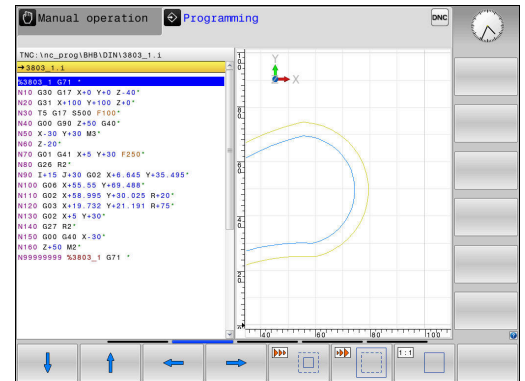 Manual operation
Programming
DNC
TNC:\nc_prog\BHB\DIN\3803_1.i
→3803_1.i
%3803_1 G71 *
N10 G30 G17 X+0 Y+0 Z-40*
N20 G31 X+100 Y+100 Z+0*
N30 T5 G17 S500 F100*
N40 G00 G90 Z+50 G40*
N50 X-30 Y+30 M3*
N60 Z-20*
N70 G01 G41 X+5 Y+30 F250*
N80 G26 R2*
N90 I+15 J+30 G02 X+6.645 Y+35.495*
N100 G06 X+55.55 Y+69.488*
N110 G02 X+58.995 Y+30.025 R+20*
N120 G03 X+19.732 Y+21.191 R+75*
N130 G02 X+5 Y+30*
N140 G27 R2*
N150 G00 G40 X-30*
N160 Z+50 M2*
N99999999 %3803_1 G71 *
Y
X
40
60
80
100
1:1